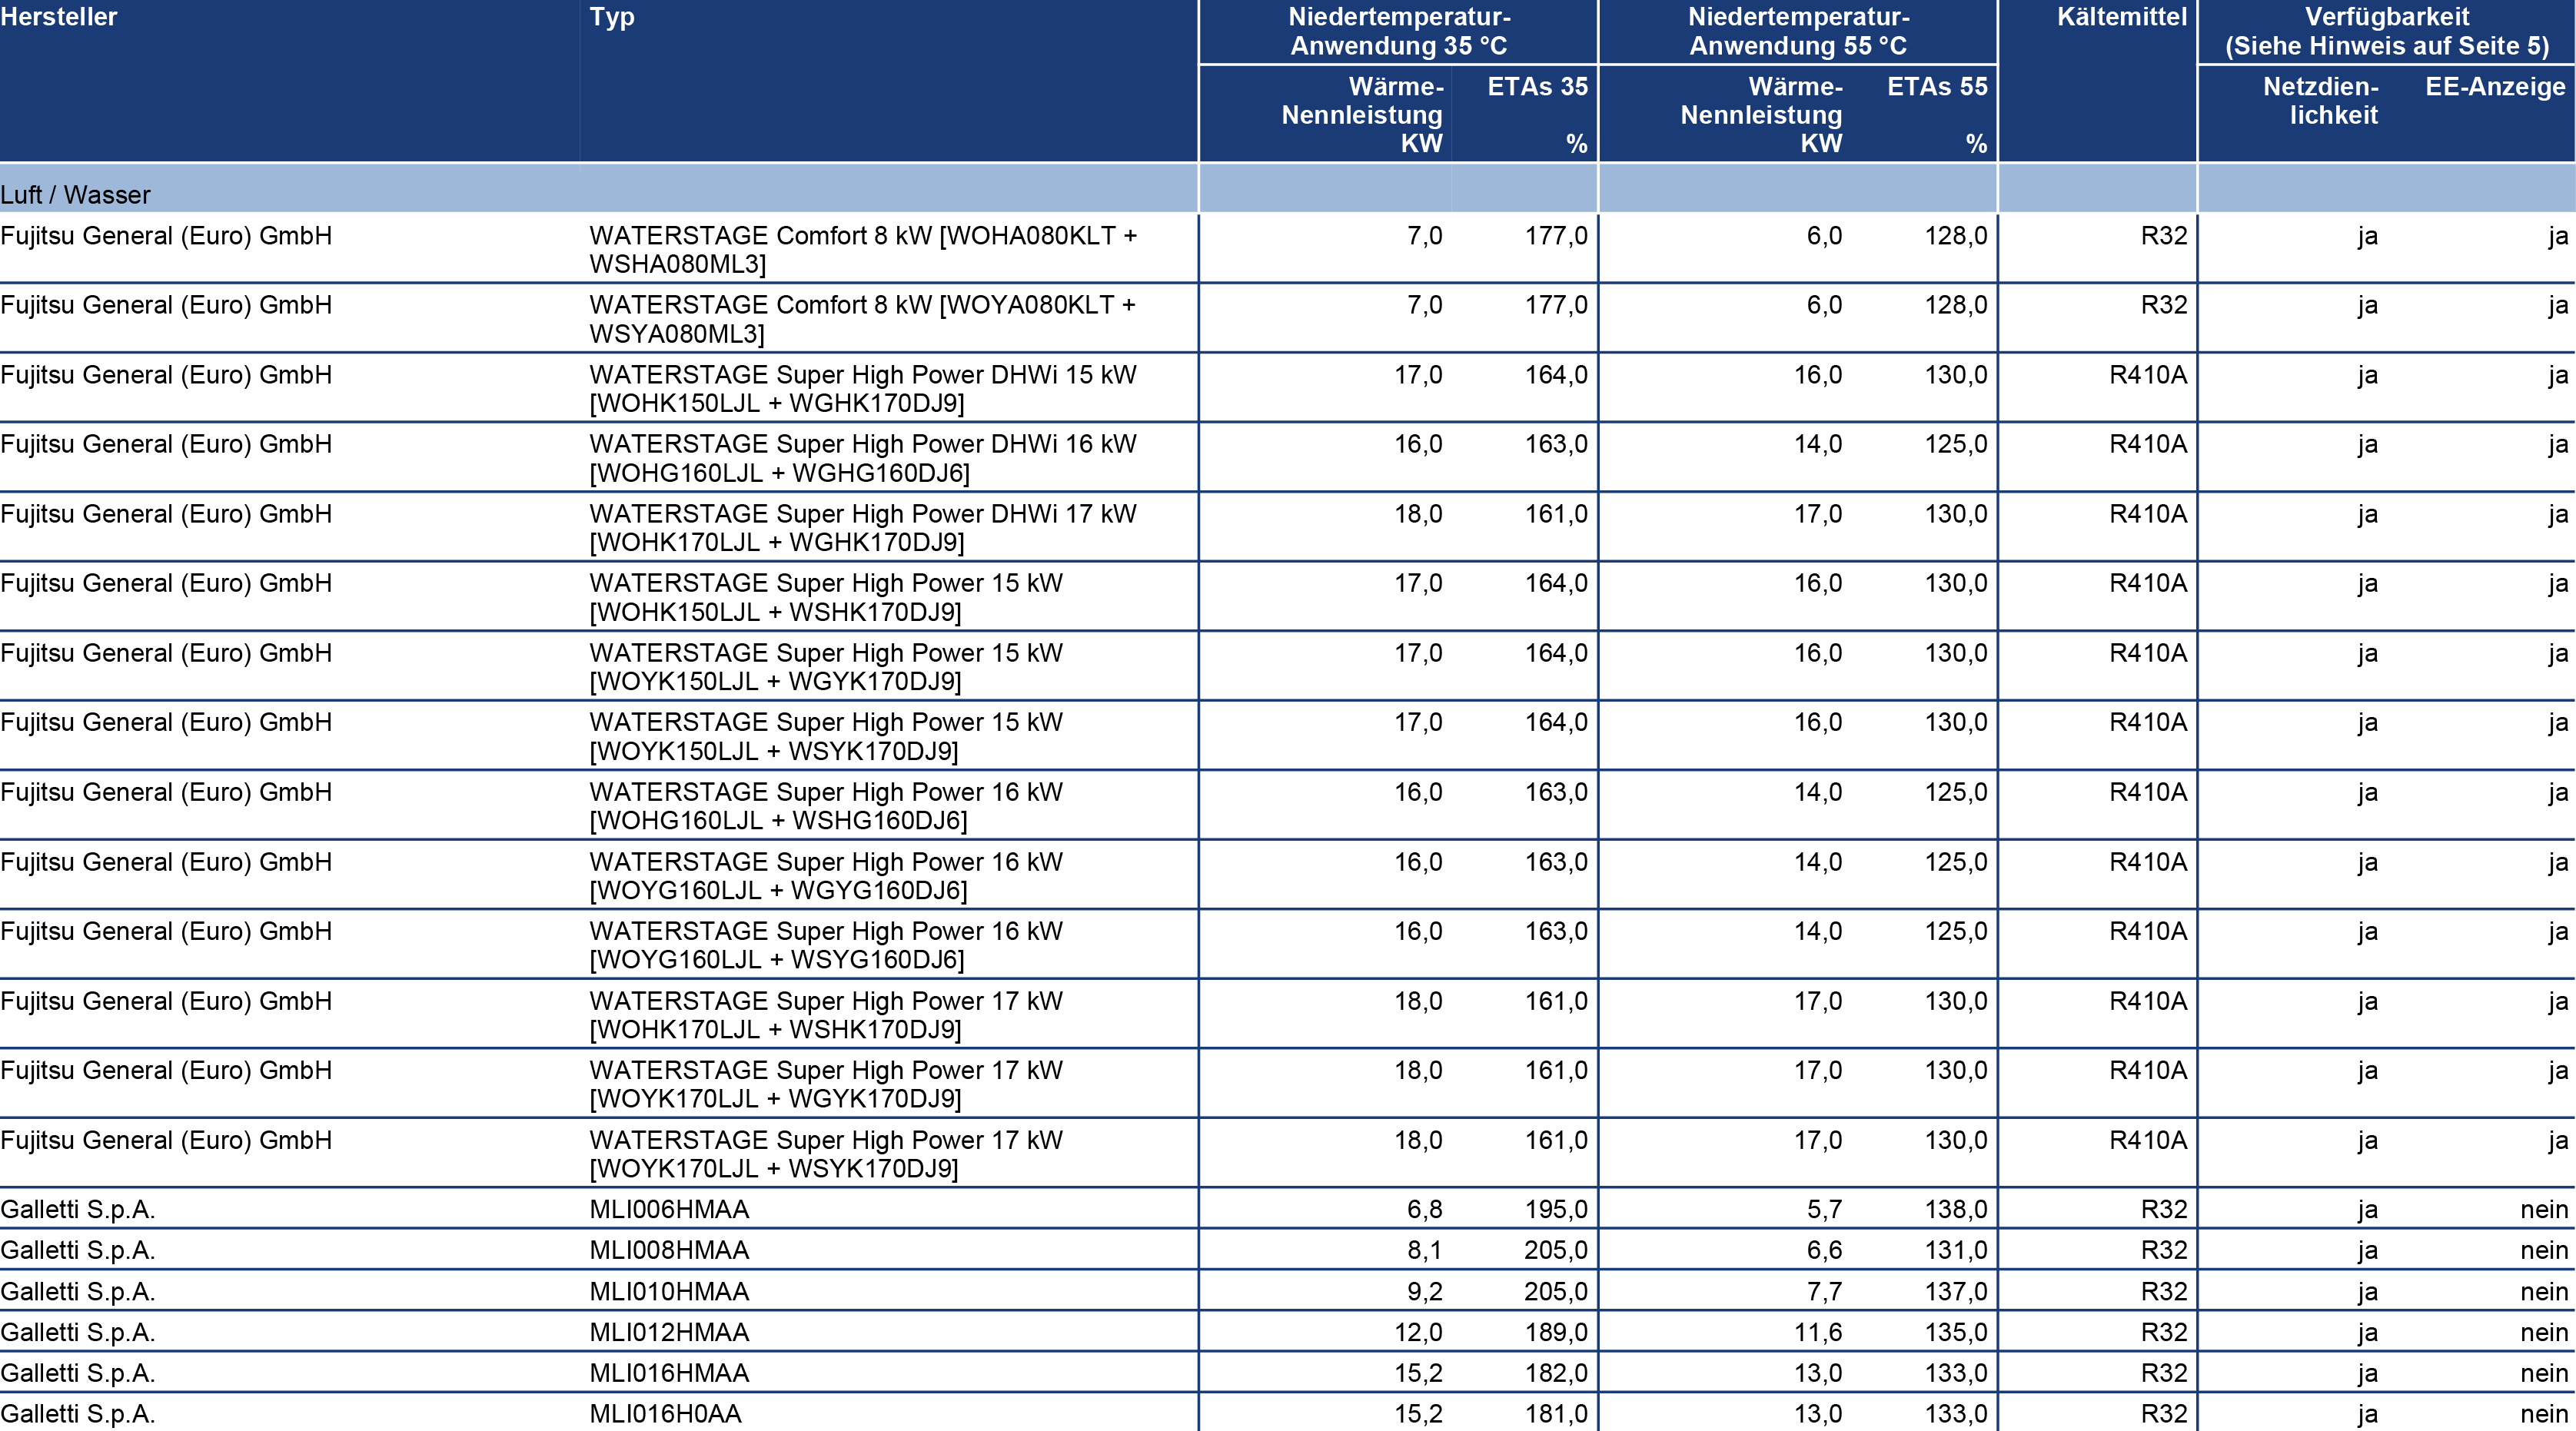 Hersteller Typ Niedertemperatur- Niedertemperatur- Kältemittel Verfügbarkeit
Anwendung 35 °C Anwendung 55 °C (Siehe Hinweis auf Seite 5)
Wärme- ETAs 35 Wärme- ETAs 55 Netzdien- EE-Anzeige
Nennleistung Nennleistung lichkeit
KW % KW %
Luft / Wasser
Fujitsu General (Euro) GmbH WATERSTAGE Comfort 8 kW [WOHA080KLT + 7,0 177,0 6,0 128,0 R32 ja ja
WSHA080ML3]
Fujitsu General (Euro) GmbH WATERSTAGE Comfort 8 kW [WOYA080KLT + 7,0 177,0 6,0 128,0 R32 ja ja
WSYA080ML3]
Fujitsu General (Euro) GmbH WATERSTAGE Super High Power DHWi 15 kW 17,0 164,0 16,0 130,0 R410A ja ja
[WOHK150LJL + WGHK170DJ9]
Fujitsu General (Euro) GmbH WATERSTAGE Super High Power DHWi 16 kW 16,0 163,0 14,0 125,0 R410A ja ja
[WOHG160LJL + WGHG160DJ6]
Fujitsu General (Euro) GmbH WATERSTAGE Super High Power DHWi 17 kW 18,0 161,0 17,0 130,0 R410A ja ja
[WOHK170LJL + WGHK170DJ9]
Fujitsu General (Euro) GmbH WATERSTAGE Super High Power 15 kW 17,0 164,0 16,0 130,0 R410A ja ja
[WOHK150LJL + WSHK170DJ9]
Fujitsu General (Euro) GmbH WATERSTAGE Super High Power 15 kW 17,0 164,0 16,0 130,0 R410A ja ja
[WOYK150LJL + WGYK170DJ9]
Fujitsu General (Euro) GmbH WATERSTAGE Super High Power 15 kW 17,0 164,0 16,0 130,0 R410A ja ja
[WOYK150LJL + WSYK170DJ9]
Fujitsu General (Euro) GmbH WATERSTAGE Super High Power 16 kW 16,0 163,0 14,0 125,0 R410A ja ja
[WOHG160LJL + WSHG160DJ6]
Fujitsu General (Euro) GmbH WATERSTAGE Super High Power 16 kW 16,0 163,0 14,0 125,0 R410A ja ja
[WOYG160LJL + WGYG160DJ6]
Fujitsu General (Euro) GmbH WATERSTAGE Super High Power 16 kW 16,0 163,0 14,0 125,0 R410A ja ja
[WOYG160LJL + WSYG160DJ6]
Fujitsu General (Euro) GmbH WATERSTAGE Super High Power 17 kW 18,0 161,0 17,0 130,0 R410A ja ja
[WOHK170LJL + WSHK170DJ9]
Fujitsu General (Euro) GmbH WATERSTAGE Super High Power 17 kW 18,0 161,0 17,0 130,0 R410A ja ja
[WOYK170LJL + WGYK170DJ9]
Fujitsu General (Euro) GmbH WATERSTAGE Super High Power 17 kW 18,0 161,0 17,0 130,0 R410A ja ja
[WOYK170LJL + WSYK170DJ9]
Galletti S.p.A. MLI006HMAA 6,8 195,0 5,7 138,0 R32 ja nein
Galletti S.p.A. MLI008HMAA 8,1 205,0 6,6 131,0 R32 ja nein
Galletti S.p.A. MLI010HMAA 9,2 205,0 7,7 137,0 R32 ja nein
Galletti S.p.A. MLI012HMAA 12,0 189,0 11,6 135,0 R32 ja nein
Galletti S.p.A. MLI016HMAA 15,2 182,0 13,0 133,0 R32 ja nein
Galletti S.p.A. MLI016H0AA 15,2 181,0 13,0 133,0 R32 ja nein